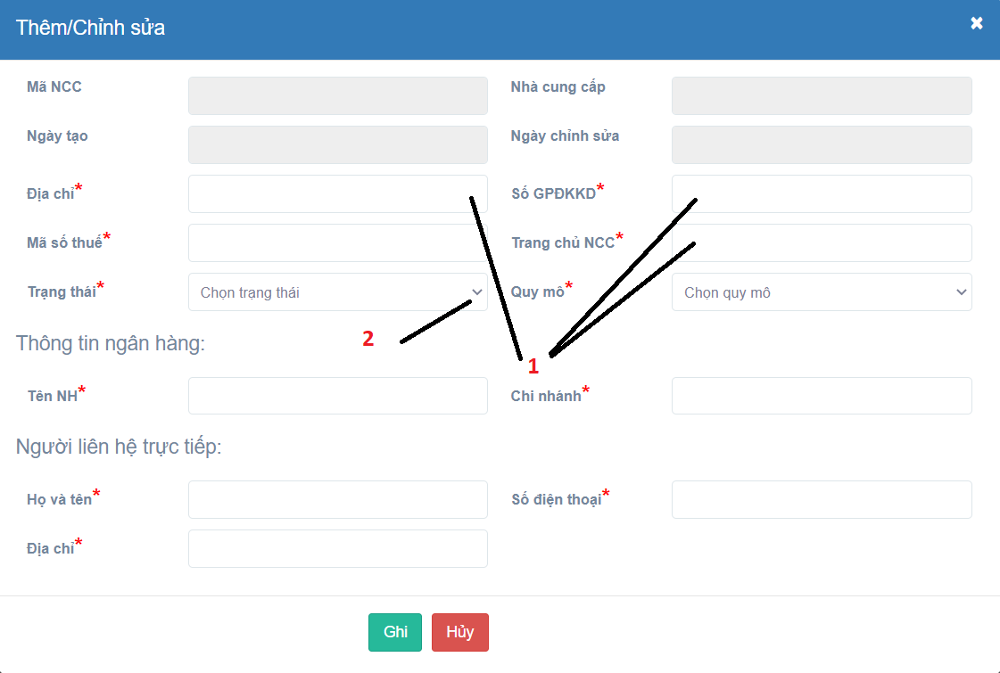 Thêm/Chỉnh sửa ✖
Mã NCC Nhà cung cấp
Ngày tạo Ngày chỉnh sửa
Địa chỉ* Số GPĐKKD*
Mã số thuế* Trang chủ NCC*
Trạng thái* Chọn trạng thái Quy mô* Chọn quy mô
Thông tin ngân hàng: 2
1
Tên NH* Chi nhánh*
Người liên hệ trực tiếp:
Họ và tên* Số điện thoại*
Địa chỉ*
Ghi Hủy